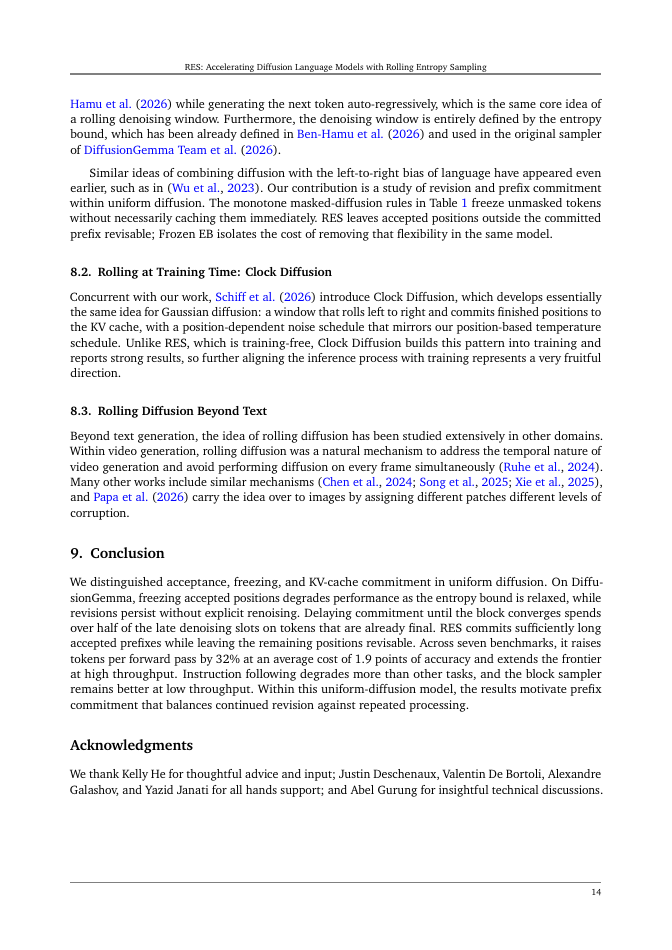 RES: Accelerating Diffusion Language Models with Rolling Entropy Sampling
Hamu et al. (2026) while generating the next token auto-regressively, which is the same core idea of
a rolling denoising window. Furthermore, the denoising window is entirely defined by the entropy
bound, which has been already defined in Ben-Hamu et al. (2026) and used in the original sampler
of DiffusionGemma Team et al. (2026).
Similar ideas of combining diffusion with the left-to-right bias of language have appeared even
earlier, such as in (Wu et al., 2023). Our contribution is a study of revision and prefix commitment
within uniform diffusion. The monotone masked-diffusion rules in Table 1 freeze unmasked tokens
without necessarily caching them immediately. RES leaves accepted positions outside the committed
prefix revisable; Frozen EB isolates the cost of removing that flexibility in the same model.
8.2. Rolling at Training Time: Clock Diffusion
Concurrent with our work, Schiff et al. (2026) introduce Clock Diffusion, which develops essentially
the same idea for Gaussian diffusion: a window that rolls left to right and commits finished positions to
the KV cache, with a position-dependent noise schedule that mirrors our position-based temperature
schedule. Unlike RES, which is training-free, Clock Diffusion builds this pattern into training and
reports strong results, so further aligning the inference process with training represents a very fruitful
direction.
8.3. Rolling Diffusion Beyond Text
Beyond text generation, the idea of rolling diffusion has been studied extensively in other domains.
Within video generation, rolling diffusion was a natural mechanism to address the temporal nature of
video generation and avoid performing diffusion on every frame simultaneously (Ruhe et al., 2024).
Many other works include similar mechanisms (Chen et al., 2024; Song et al., 2025; Xie et al., 2025),
and Papa et al. (2026) carry the idea over to images by assigning different patches different levels of
corruption.
9. Conclusion
We distinguished acceptance, freezing, and KV-cache commitment in uniform diffusion. On Diffu-
sionGemma, freezing accepted positions degrades performance as the entropy bound is relaxed, while
revisions persist without explicit renoising. Delaying commitment until the block converges spends
over half of the late denoising slots on tokens that are already final. RES commits sufficiently long
accepted prefixes while leaving the remaining positions revisable. Across seven benchmarks, it raises
tokens per forward pass by 32% at an average cost of 1.9 points of accuracy and extends the frontier
at high throughput. Instruction following degrades more than other tasks, and the block sampler
remains better at low throughput. Within this uniform-diffusion model, the results motivate prefix
commitment that balances continued revision against repeated processing.
Acknowledgments
We thank Kelly He for thoughtful advice and input; Justin Deschenaux, Valentin De Bortoli, Alexandre
Galashov, and Yazid Janati for all hands support; and Abel Gurung for insightful technical discussions.
14